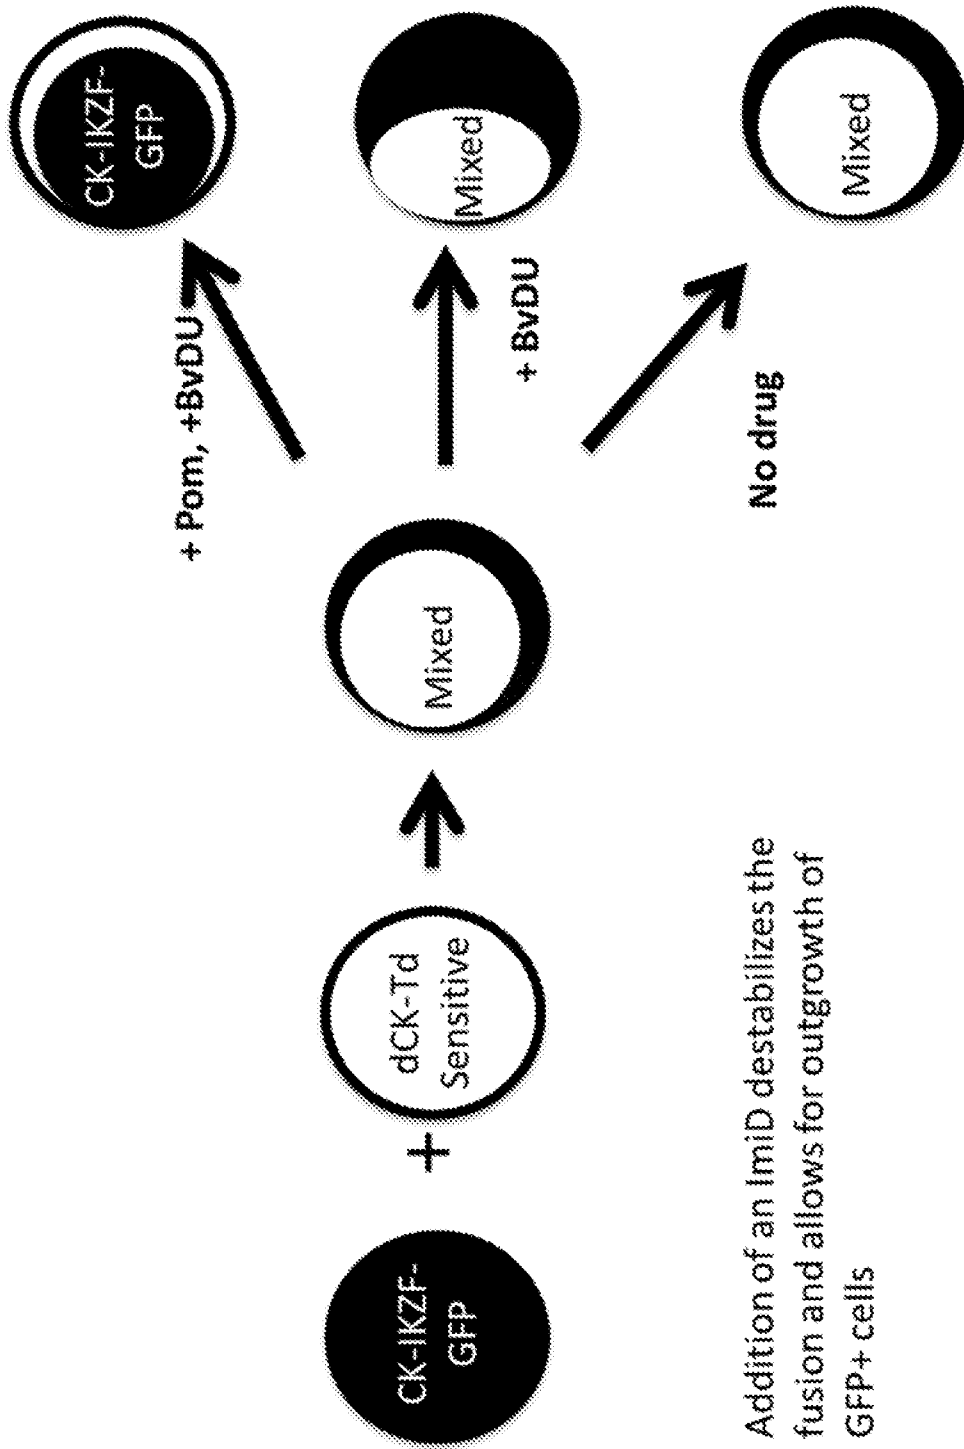 CK-IKZF-
GFP
+
dCK-Td
Sensitive
Mixed
+ Pom, +BvDU
CK-IKZF-
GFP
+ BvDU
Mixed
No drug
Mixed
Addition of an ImiD destabilizes the
fusion and allows for outgrowth of
GFP+ cells